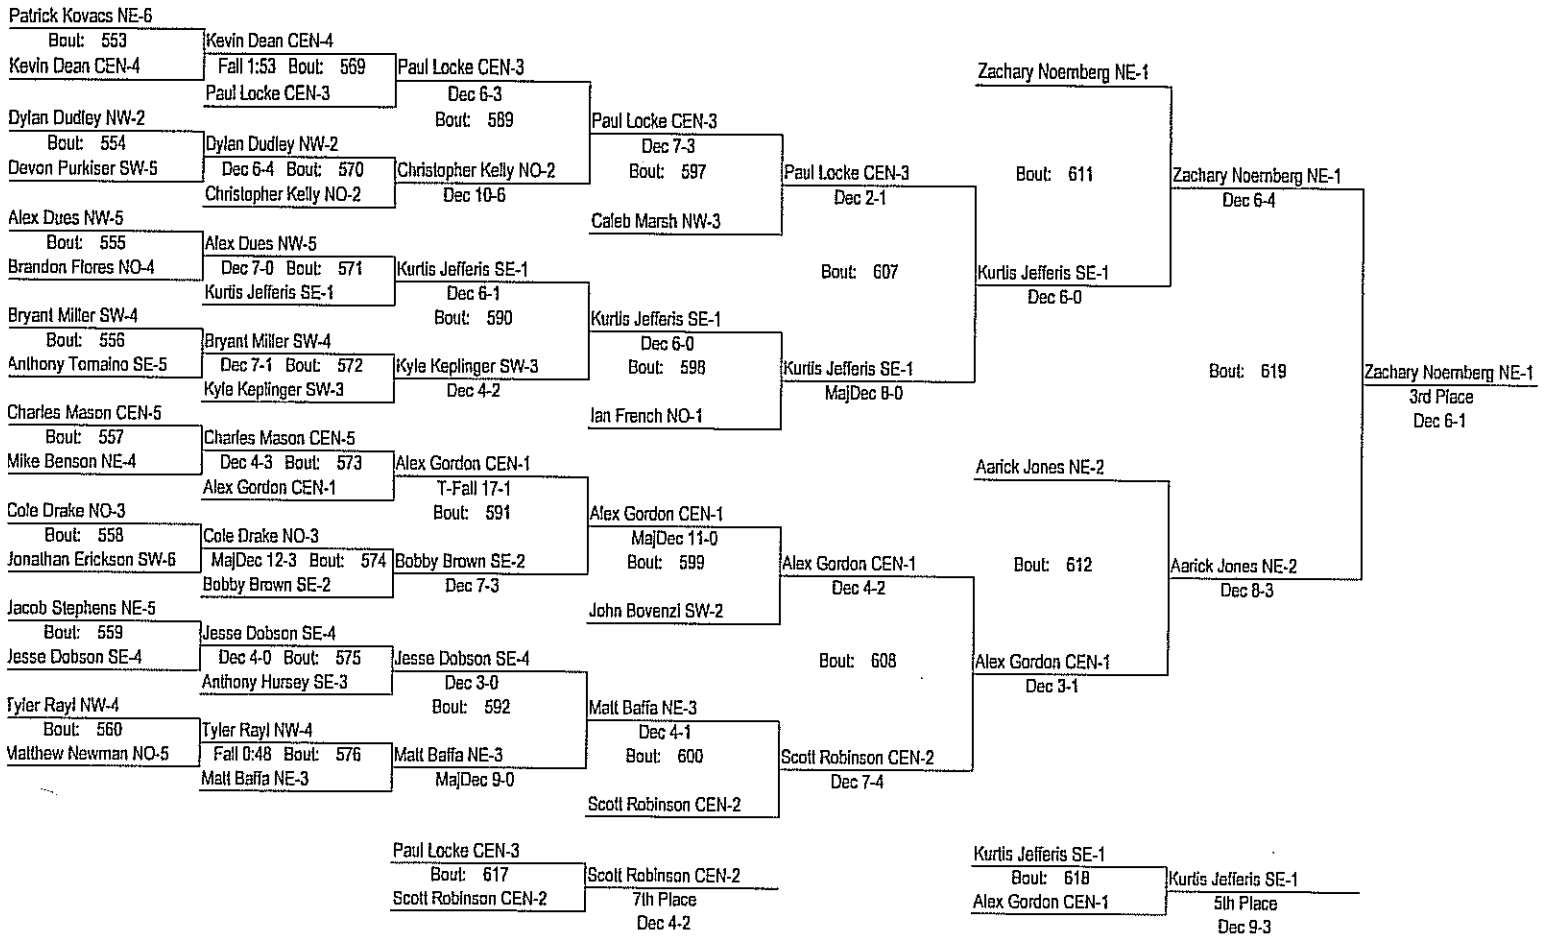 Patrick Kovacs NE-6
Bout: 553
Kevin Dean CEN-4
Kevin Dean CEN-4
Fall 1:53 Bout: 569
Paul Locke CEN-3
Paul Locke CEN-3
Dec 6-3
Bout: 589
Dylan Dudley NW-2
Bout: 554
Devon Purkiser SW-5
Dylan Dudley NW-2
Dec 6-4 Bout: 570
Christopher Kelly NO-2
Christopher Kelly NO-2
Dec 10-6
Paul Locke CEN-3
Dec 7-3
Bout: 597
Caleb Marsh NW-3
Paul Locke CEN-3
Dec 2-1
Bout: 607
Alex Dues NW-5
Bout: 555
Brandon Flores NO-4
Alex Dues NW-5
Dec 7-0 Bout: 571
Kurtis Jefferis SE-1
Kurtis Jefferis SE-1
Dec 6-1
Bout: 590
Bryant Miller SW-4
Bout: 556
Anthony Tomaino SE-5
Bryant Miller SW-4
Dec 7-1 Bout: 572
Kyle Keplinger SW-3
Kyle Keplinger SW-3
Dec 4-2
Kurtis Jefferis SE-1
Dec 6-0
Bout: 598
Ian French NO-1
Kurtis Jefferis SE-1
MajDec 8-0
Zachary Noernberg NE-1
Bout: 611
Kurtis Jefferis SE-1
Dec 6-0
Zachary Noernberg NE-1
Dec 6-4
Bout: 619
Zachary Noernberg NE-1
3rd Place
Dec 6-1
Charles Mason CEN-5
Bout: 557
Mike Benson NE-4
Charles Mason CEN-5
Dec 4-3 Bout: 573
Alex Gordon CEN-1
Alex Gordon CEN-1
T-Fall 17-1
Bout: 591
Cole Drake NO-3
Bout: 558
Jonathan Erickson SW-6
Cole Drake NO-3
MajDec 12-3 Bout: 574
Bobby Brown SE-2
Bobby Brown SE-2
Dec 7-3
Alex Gordon CEN-1
MajDec 11-0
Bout: 599
John Bovenzi SW-2
Alex Gordon CEN-1
Dec 4-2
Bout: 608
Jacob Stephens NE-5
Bout: 559
Jesse Dobson SE-4
Jesse Dobson SE-4
Dec 4-0 Bout: 575
Anthony Hursey SE-3
Jesse Dobson SE-4
Dec 3-0
Bout: 592
Tyler Rayl NW-4
Bout: 560
Matthew Newman NO-5
Tyler Rayl NW-4
Fall 0:48 Bout: 576
Matt Baffa NE-3
Matt Baffa NE-3
MajDec 9-0
Matt Baffa NE-3
Dec 4-1
Bout: 600
Scott Robinson CEN-2
Scott Robinson CEN-2
Dec 7-4
Aarick Jones NE-2
Bout: 612
Alex Gordon CEN-1
Dec 3-1
Aarick Jones NE-2
Dec 8-3
Paul Locke CEN-3
Bout: 617
Scott Robinson CEN-2
Scott Robinson CEN-2
7th Place
Dec 4-2
Kurtis Jefferis SE-1
Bout: 618
Alex Gordon CEN-1
Kurtis Jefferis SE-1
5th Place
Dec 9-3